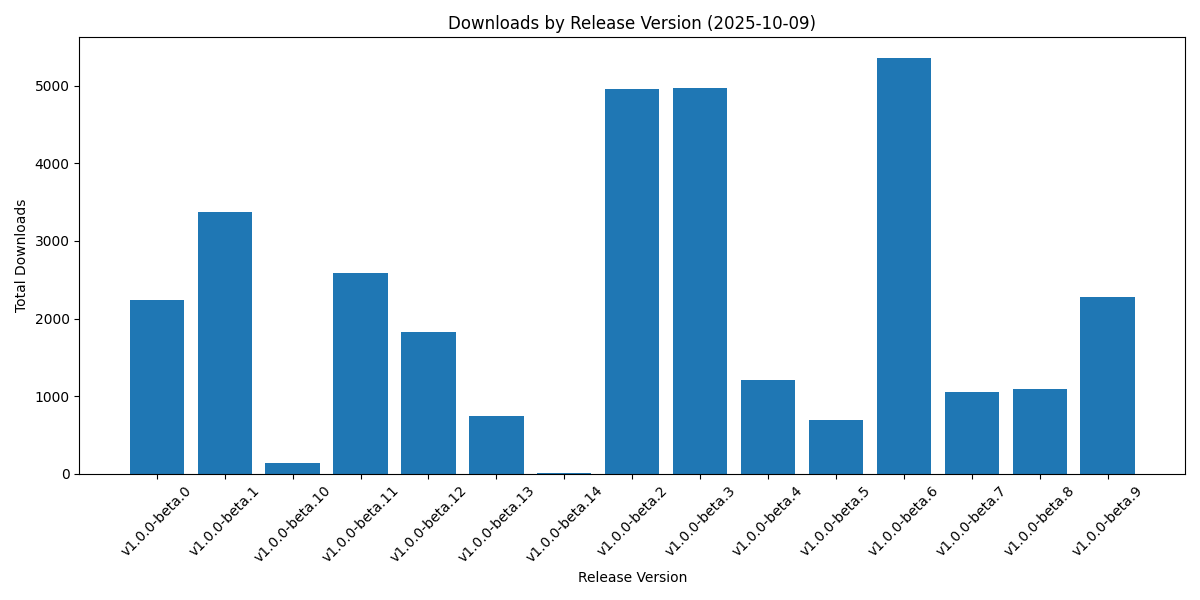 Downloads by Release Version (2025-10-09)
Total Downloads
5000
4000
3000
2000
1000
0
v1.0.0-beta.0
v1.0.0-beta.1
v1.0.0-beta.10
v1.0.0-beta.11
v1.0.0-beta.12
v1.0.0-beta.13
v1.0.0-beta.14
v1.0.0-beta.2
v1.0.0-beta.3
v1.0.0-beta.4
v1.0.0-beta.5
v1.0.0-beta.6
v1.0.0-beta.7
v1.0.0-beta.8
v1.0.0-beta.9
Release Version